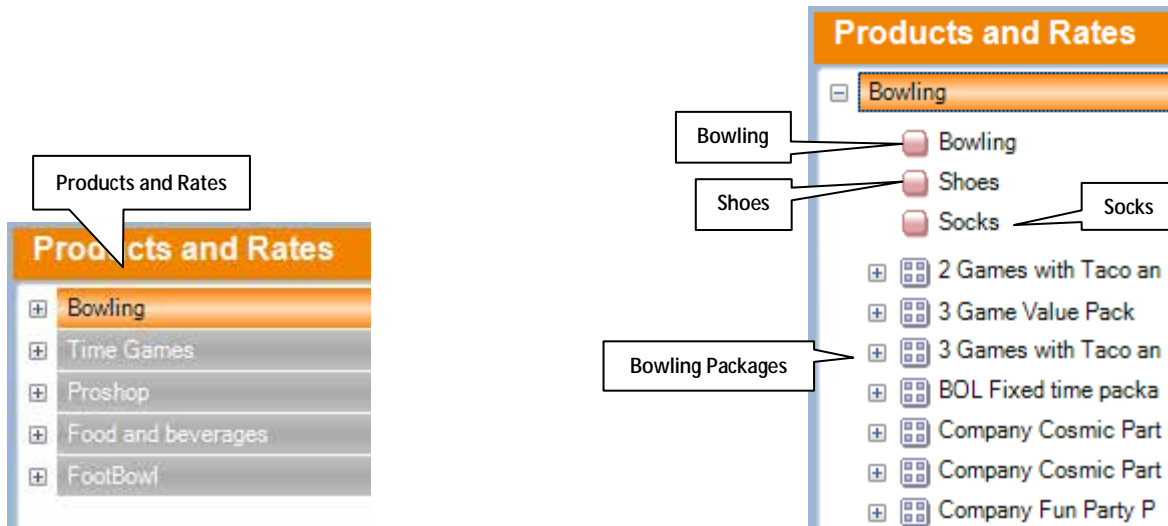 Products and Rates
Products and Rates
Bowling
Time Games
Proshop
Food and beverages
FootBowl
Products and Rates
Bowling
Bowling
Bowling
Shoes
Shoes
Socks
Socks
2 Games with Taco an
3 Game Value Pack
Bowling Packages
3 Games with Taco an
BOL Fixed time packa
Company Cosmic Part
Company Cosmic Part
Company Fun Party P